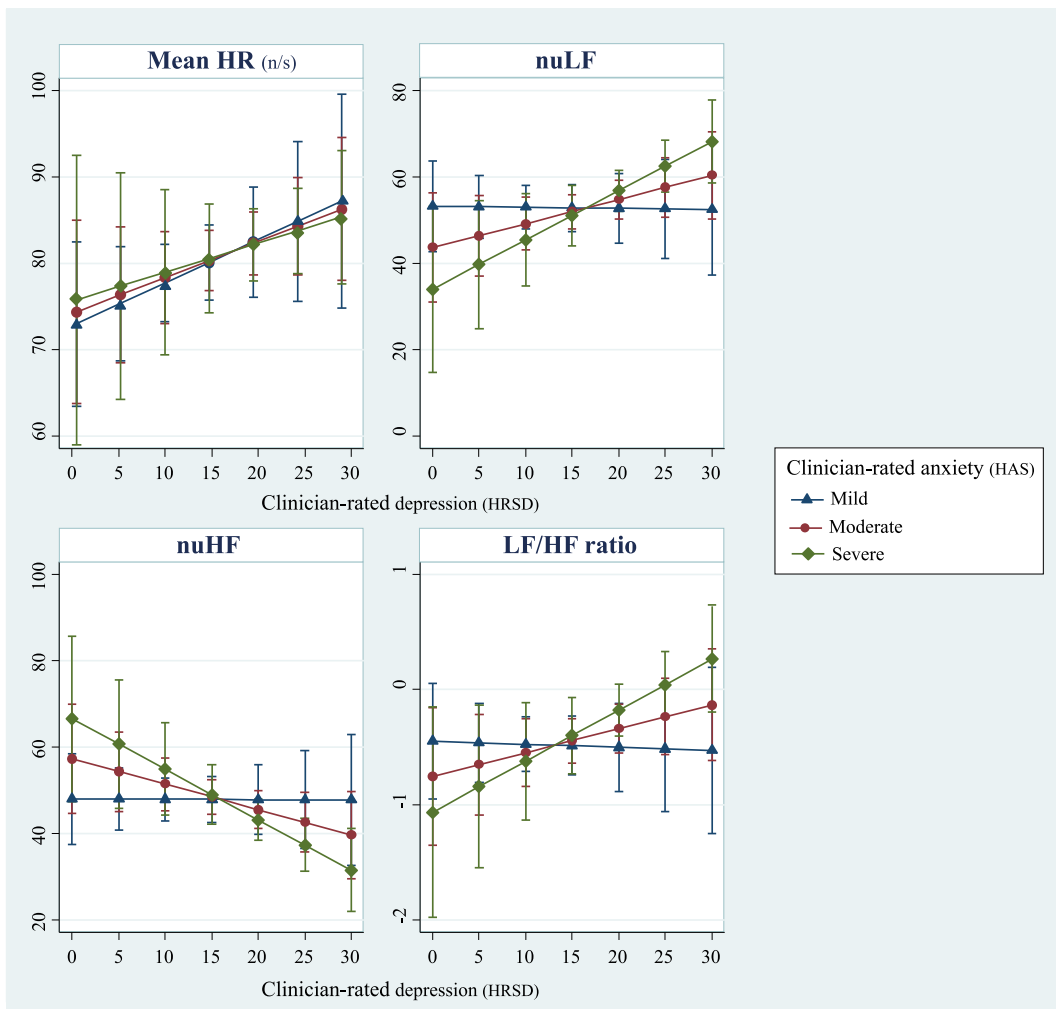 Mean HR (n/s)
nuLF
100
90
80
70
60
80
60
40
20
0
0 5 10 15 20 25 30
0 5 10 15 20 25 30
Clinician-rated depression (HRSD)
Clinician-rated anxiety (HAS)
Mild
Moderate
Severe
nuHF
LF/HF ratio
100
80
60
40
20
1
0
-1
-2
0 5 10 15 20 25 30
0 5 10 15 20 25 30
Clinician-rated depression (HRSD)